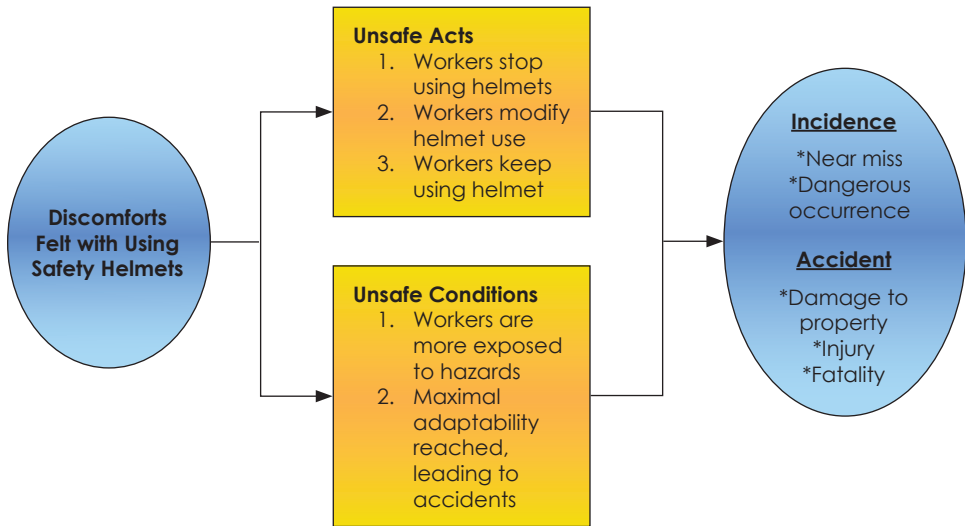 Discomforts
Felt with Using
Safety Helmets
Unsafe Acts
1. Workers stop
using helmets
2. Workers modify
helmet use
3. Workers keep
using helmet
Unsafe Conditions
1. Workers are
more exposed
to hazards
2. Maximal
adaptability
reached,
leading to
accidents
Incidence
*Near miss
*Dangerous
occurrence
Accident
*Damage to
property
*Injury
*Fatality